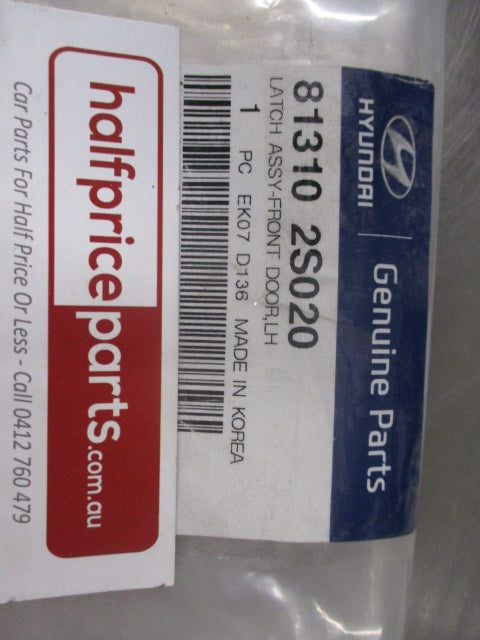 HYUNDAI
Genuine Parts
81310 2S020
LATCH ASSY-FRONT DOOR,LH
1 PC EK07 D136 MADE IN KOREA
halfpriceparts.com.au
Car Parts For Half Price Or Less - Call 0412 760 479